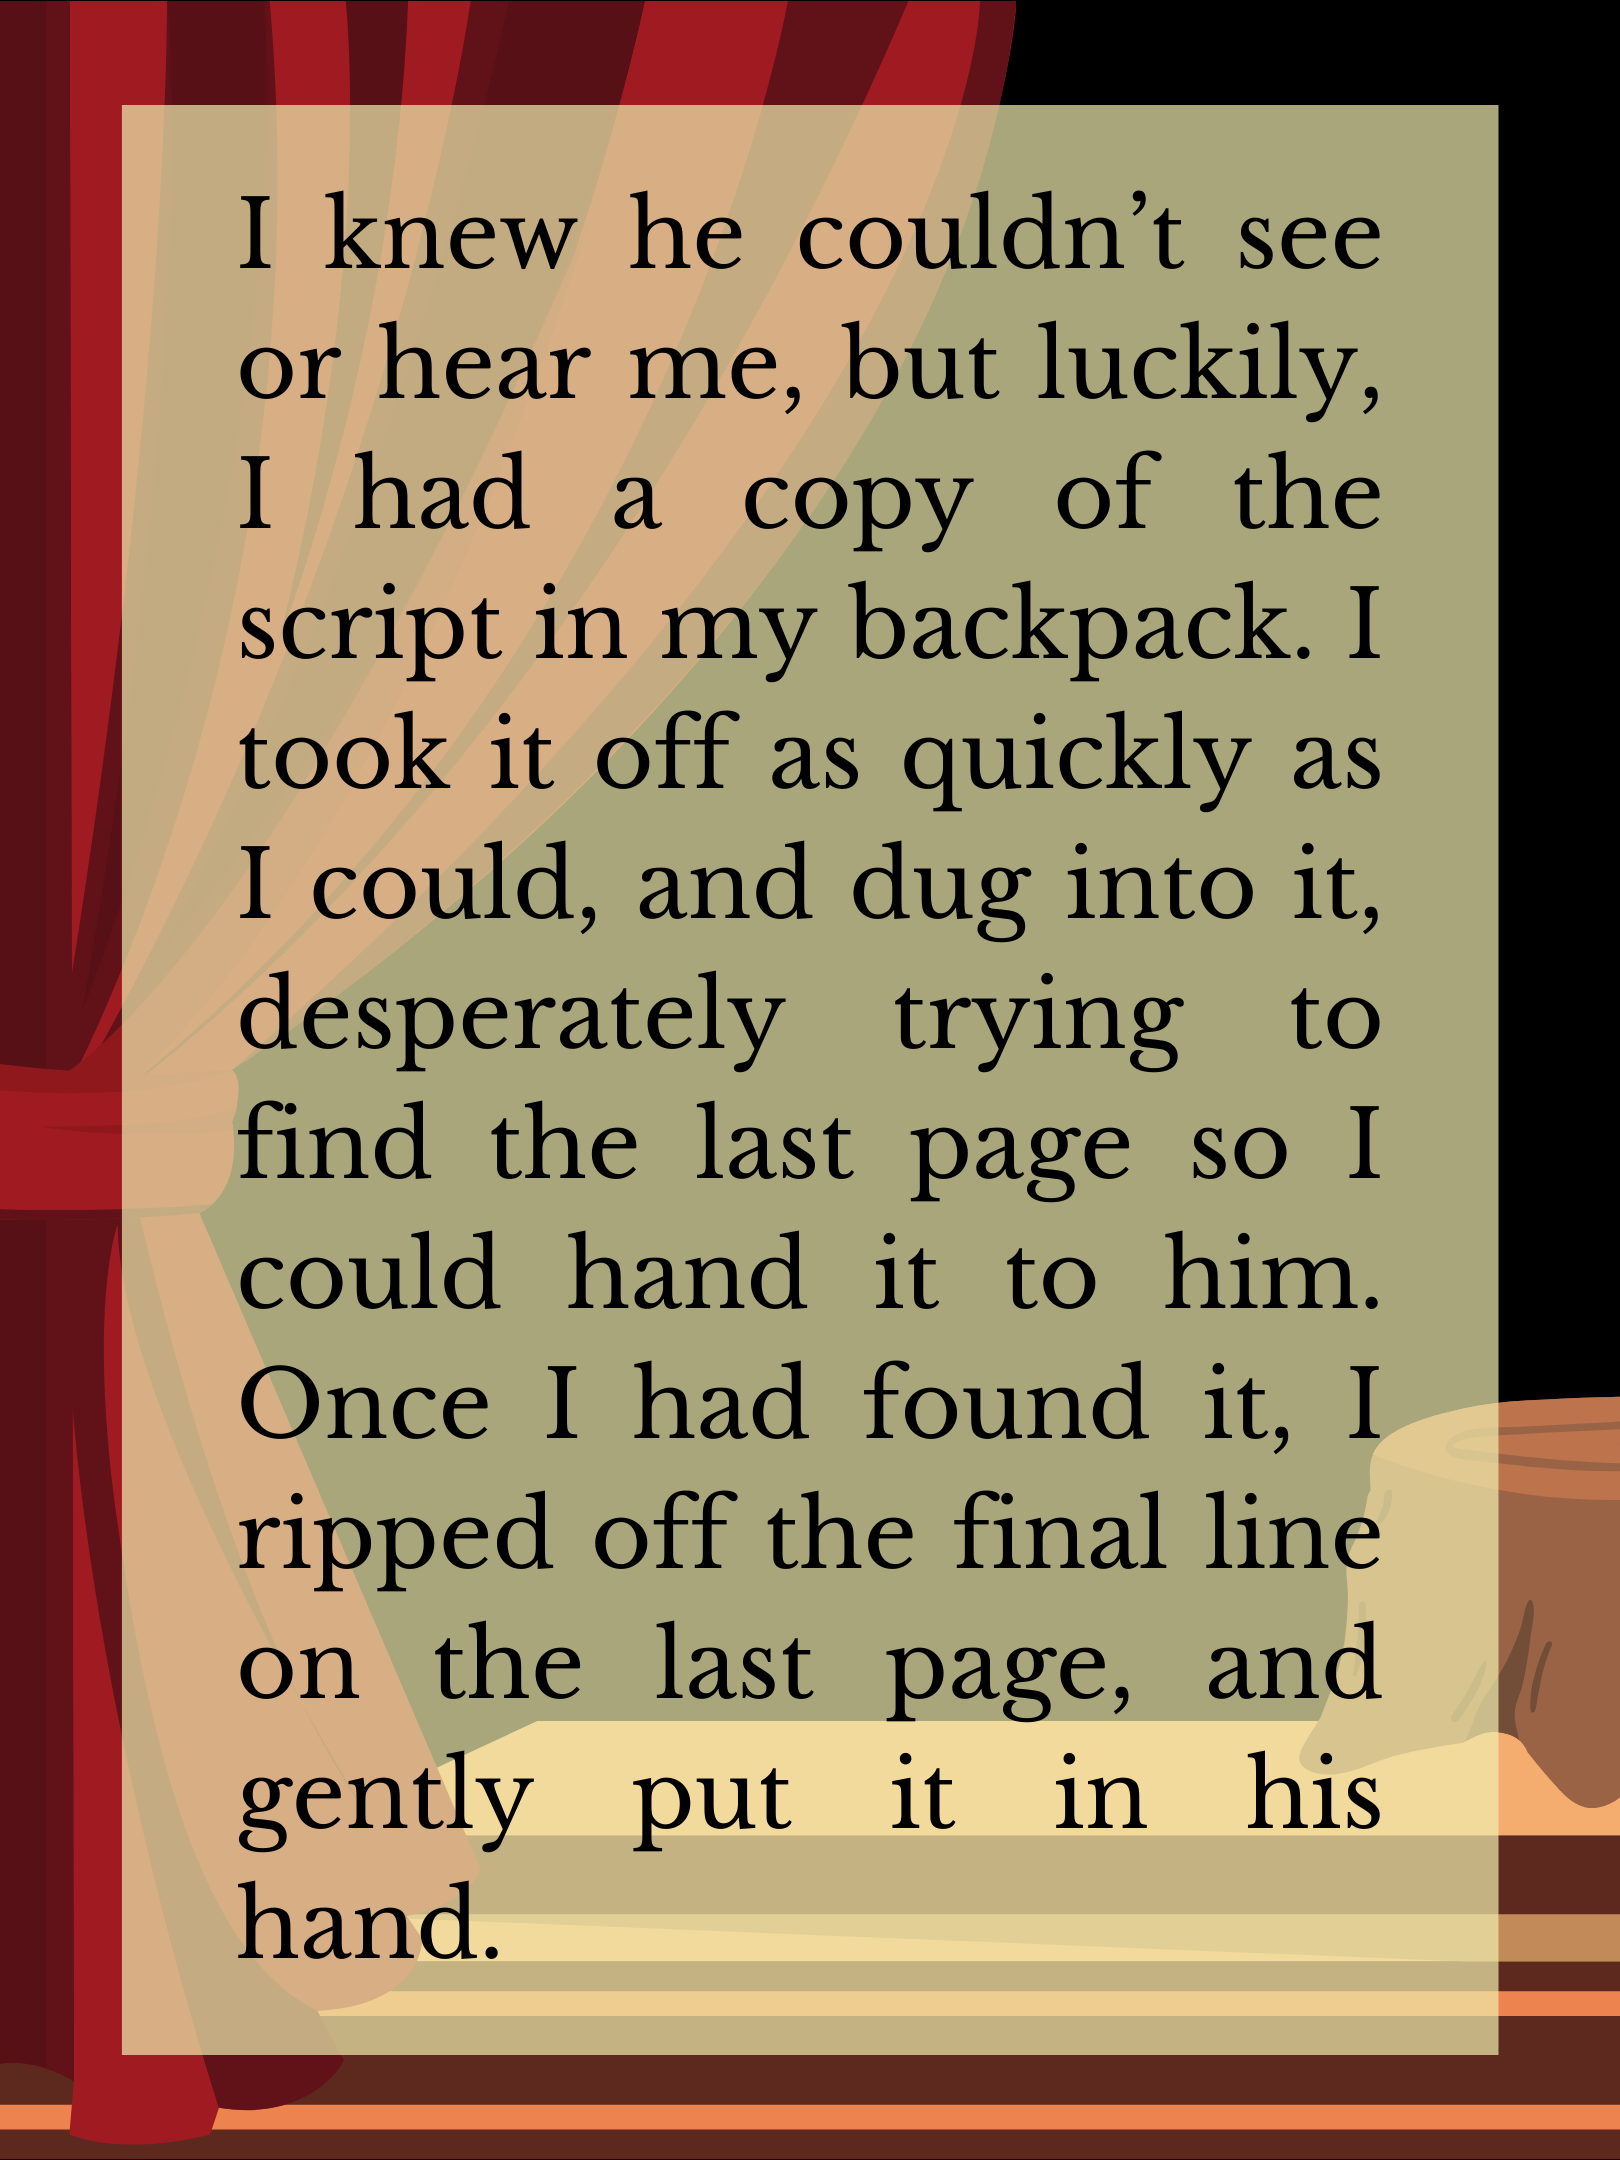 I knew he couldn’t see
or hear me, but luckily,
I had a copy of the
script in my backpack. I
took it off as quickly as
I could, and dug into it,
desperately trying to
find the last page so I
could hand it to him.
Once I had found it, I
ripped off the final line
on the last page, and
gently put it in his
hand.